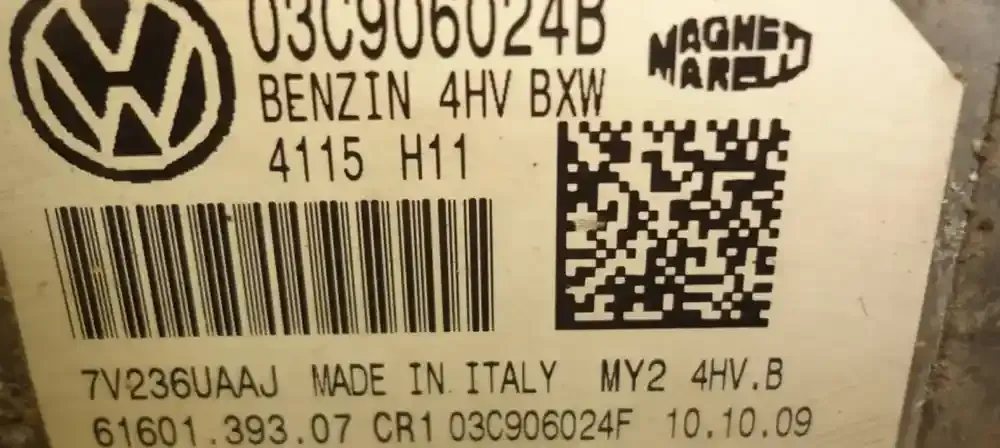 03C906024B
MAGNETI
MARELLI
BENZIN 4HV BXW
4115 H11
7V236UAAJ MADE IN ITALY MY2 4HV.B
61601.393.07 CR1 03C906024F 10.10.09